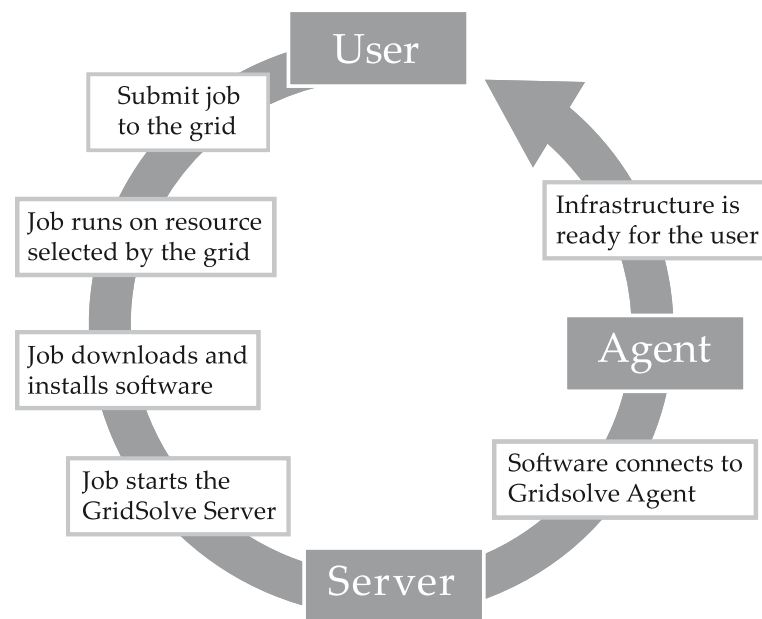 User
Submit job
to the grid
Job runs on resource
selected by the grid
Job downloads and
installs software
Job starts the
GridSolve Server
Server
Software connects to
Gridsolve Agent
Agent
Infrastructure is
ready for the user